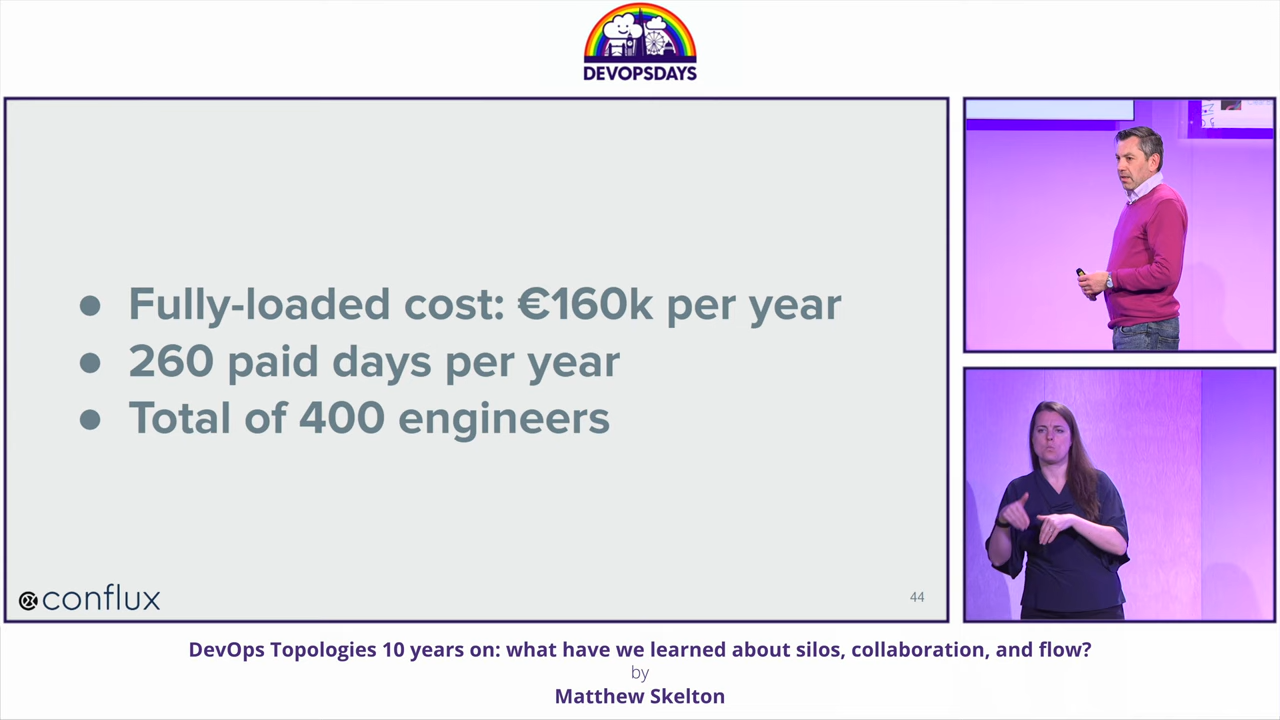 DEVOPSDAYS
● Fully-loaded cost: €160k per year
● 260 paid days per year
● Total of 400 engineers
conflux
44
DevOps Topologies 10 years on: what have we learned about silos, collaboration, and flow?
by
Matthew Skelton